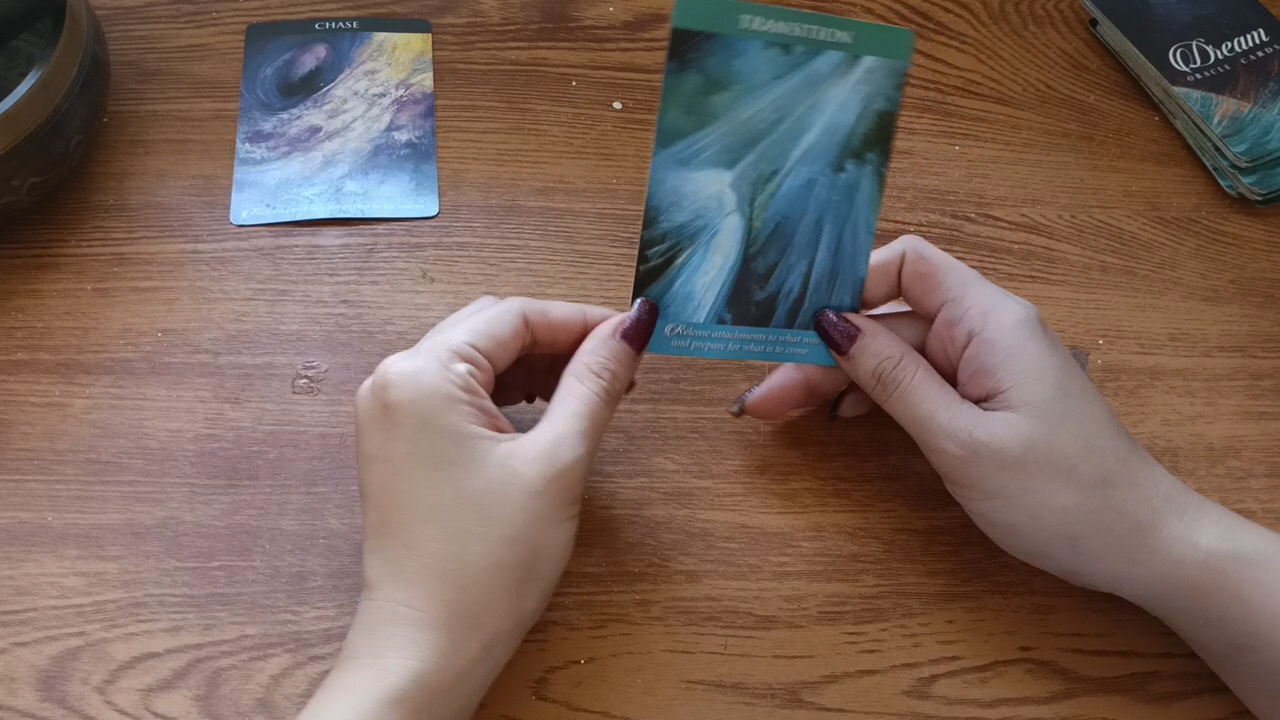 CHASE
TRANSITION
Release attachments to what was
and prepare for what is to come
Dream
ORACLE CARDS